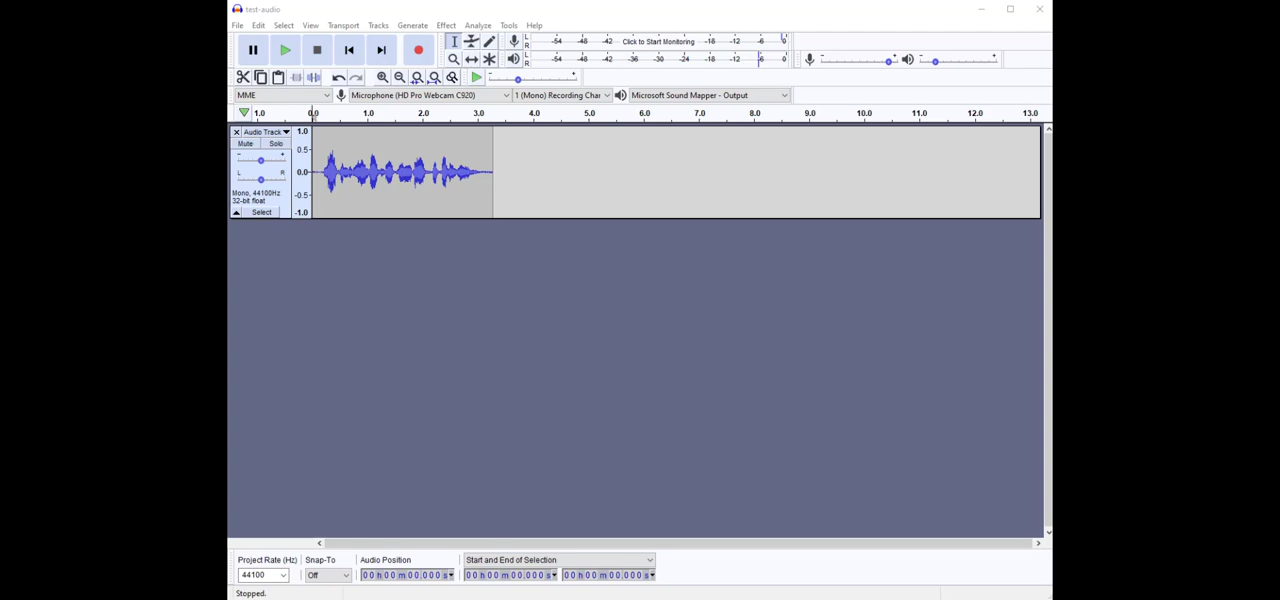 test-audio
File Edit Select View Transport Tracks Generate Effect Analyze Tools Help
L R -54 -48 -42 Click to Start Monitoring -18 -12 -6 0
L R -54 -48 -42 -36 -30 -24 -18 -12 -6 0
MME Microphone (HD Pro Webcam C920) 1 (Mono) Recording Char Microsoft Sound Mapper - Output
1.0 0.0 1.0 2.0 3.0 4.0 5.0 6.0 7.0 8.0 9.0 10.0 11.0 12.0 13.0
Audio Track 1.0
Mute Solo
0.5
L R 0.0
Mono, 44100Hz -0.5
32-bit float
Select -1.0
Project Rate (Hz) Snap-To Audio Position Start and End of Selection
44100 Off 00 h 00 m 00.000 s 00 h 00 m 00.000 s 00 h 00 m 00.000 s
Stopped.